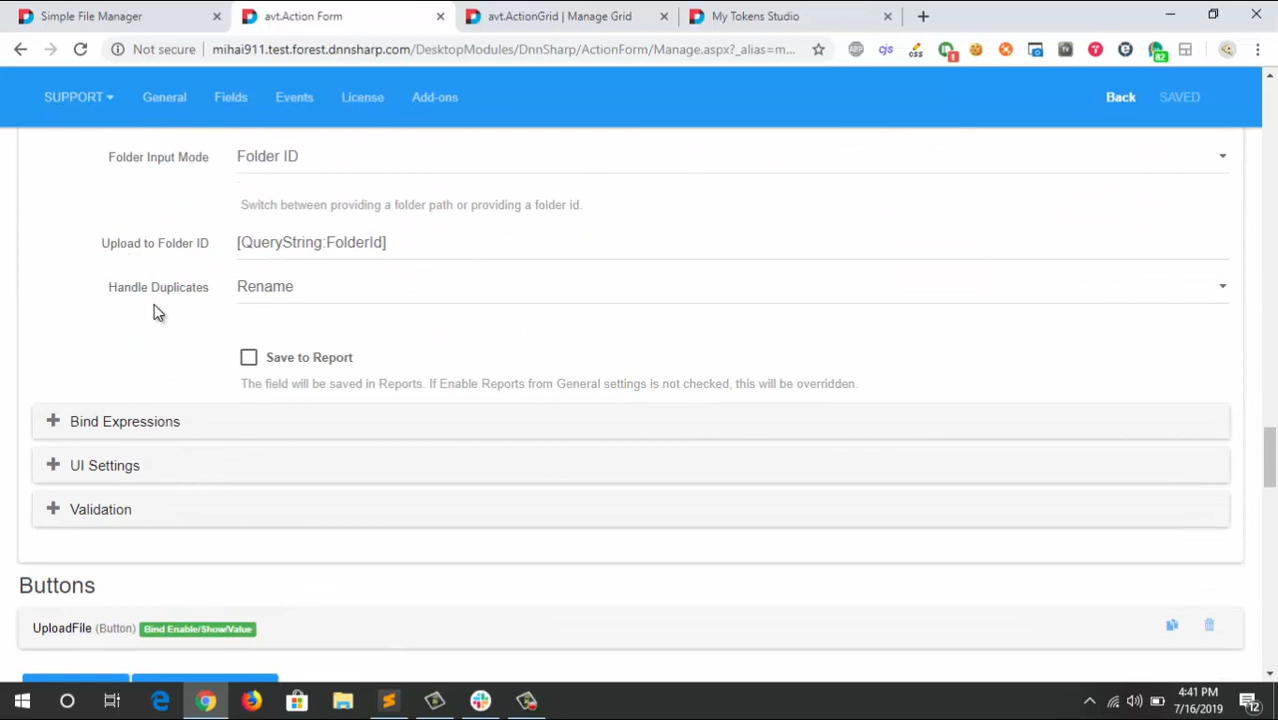 Simple File Manager
avt.Action Form
avt.ActionGrid | Manage Grid
My Tokens Studio
Not secure
mihai911.test.forest.dnnsharp.com/DesktopModules/DnnSharp/ActionForm/Manage.aspx?_alias=m...
SUPPORT General Fields Events License Add-ons Back SAVED
Folder Input Mode Folder ID
Switch between providing a folder path or providing a folder id.
Upload to Folder ID [QueryString:FolderId]
Handle Duplicates Rename
Save to Report
The field will be saved in Reports. If Enable Reports from General settings is not checked, this will be overridden.
Bind Expressions
UI Settings
Validation
Buttons
UploadFile (Button) Bind Enable/Show/Value
4:41 PM
7/16/2019